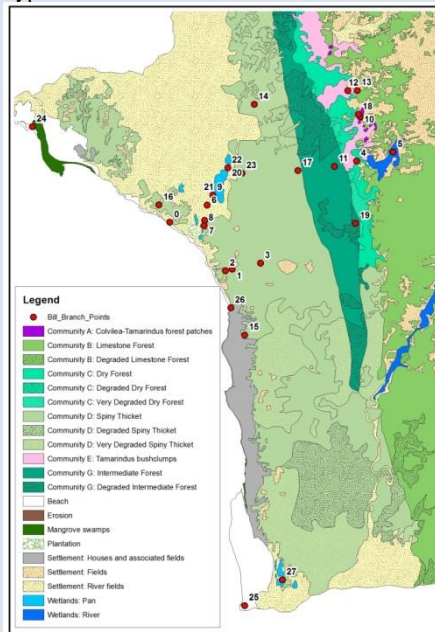 12 13
14
18
10
24
5
22
4
11
17
23
20
21 9
16
6
0
8
19
7
3
2
1
26
15
Legend
Bill_Branch_Points
Community A: Colvilea-Tamarindus forest patches
Community B: Limestone Forest
Community B: Degraded Limestone Forest
Community C: Dry Forest
Community C: Degraded Dry Forest
Community C: Very Degraded Dry Forest
Community D: Spiny Thicket
Community D: Degraded Spiny Thicket
Community D: Very Degraded Spiny Thicket
Community E: Tamarindus bushclumps
Community G: Intermediate Forest
Community G: Degraded Intermediate Forest
Beach
Erosion
Mangrove swamps
Plantation
Settlement: Houses and associated fields
Settlement: Fields
Settlement: River fields
Wetlands: Pan
Wetlands: River
27
25